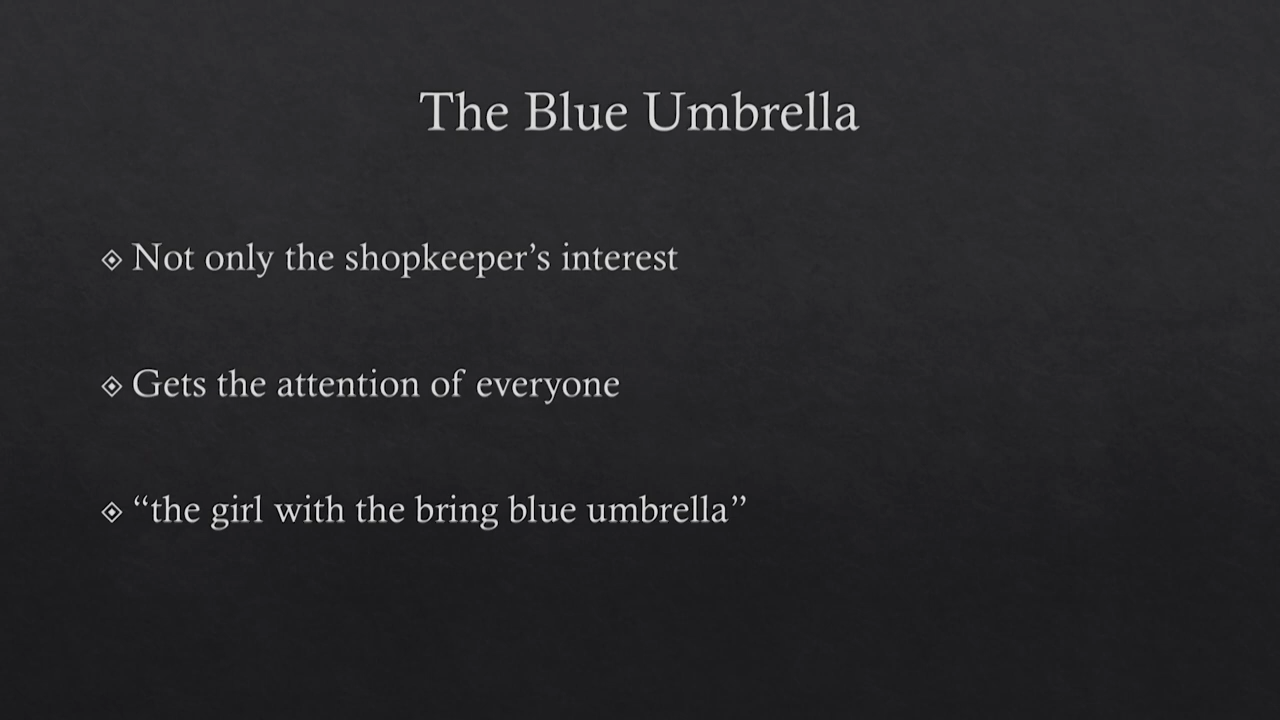 The Blue Umbrella
Not only the shopkeeper’s interest
Gets the attention of everyone
“the girl with the bring blue umbrella”